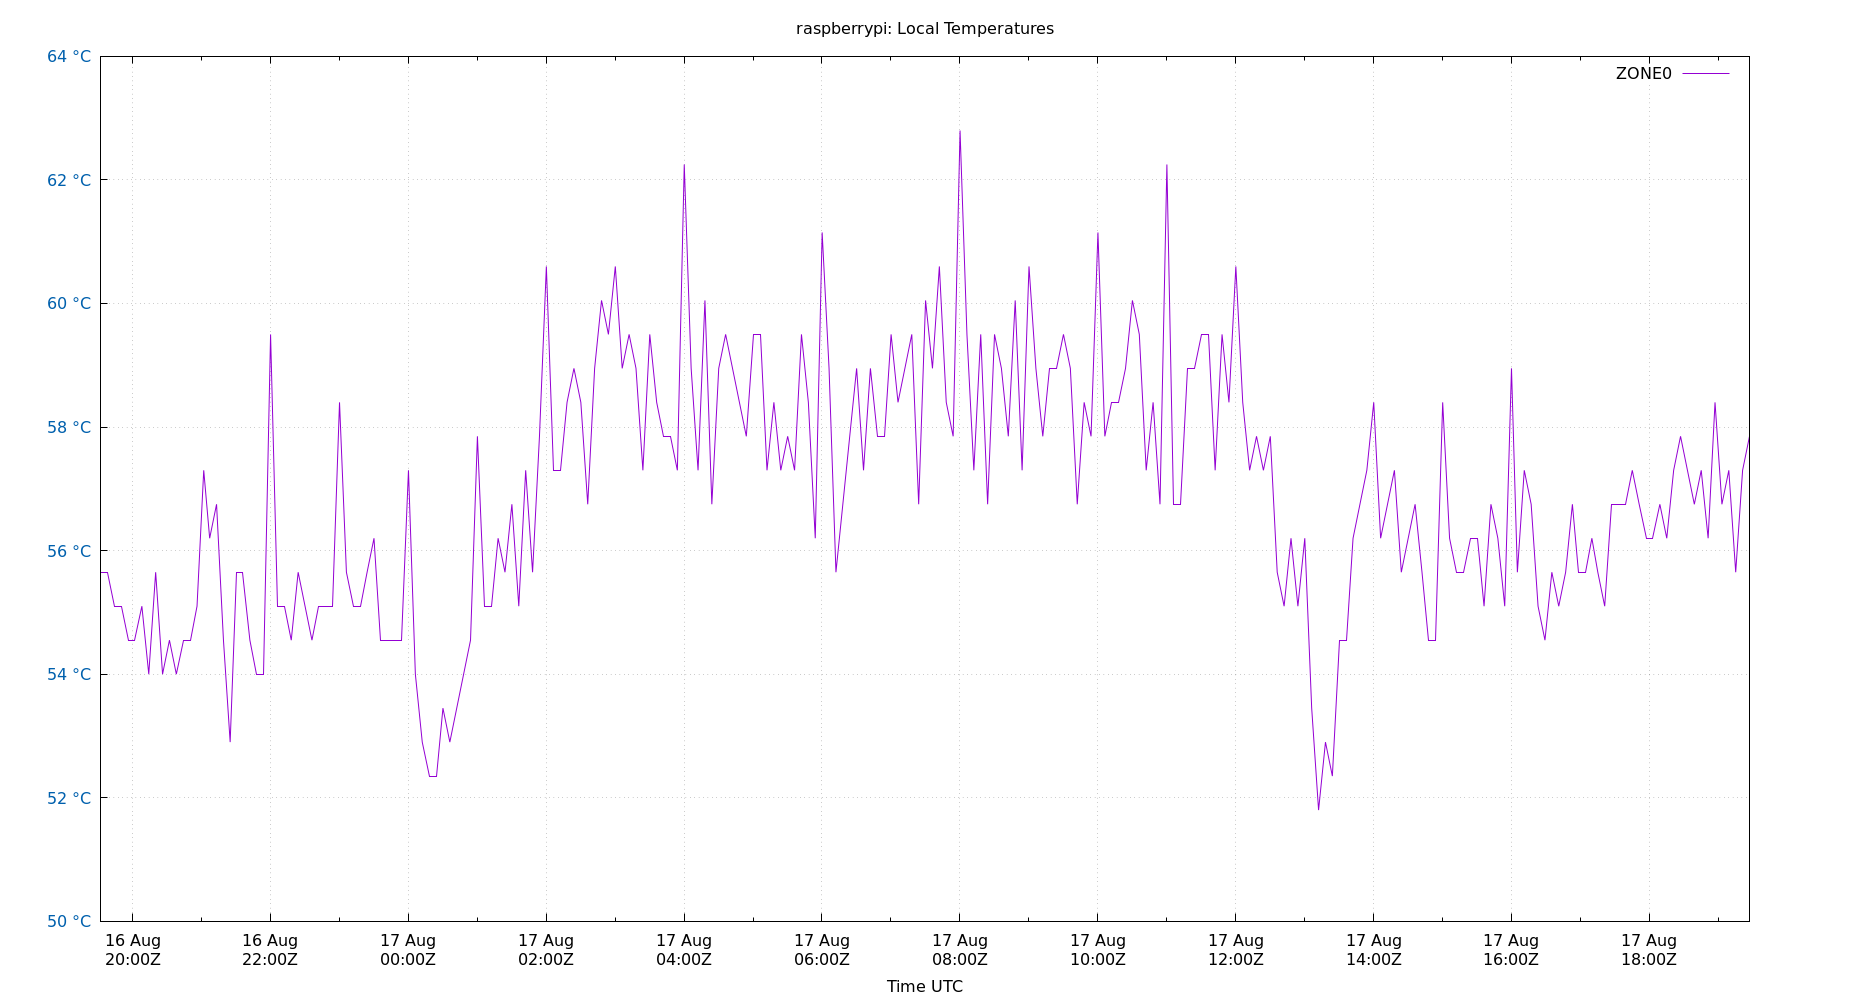 raspberrypi: Local Temperatures
64 °C
ZONE0
62 °C
60 °C
58 °C
56 °C
54 °C
52 °C
50 °C
16 Aug 16 Aug 17 Aug 17 Aug 17 Aug 17 Aug 17 Aug 17 Aug 17 Aug 17 Aug 17 Aug 17 Aug
20:00Z 22:00Z 00:00Z 02:00Z 04:00Z 06:00Z 08:00Z 10:00Z 12:00Z 14:00Z 16:00Z 18:00Z
Time UTC